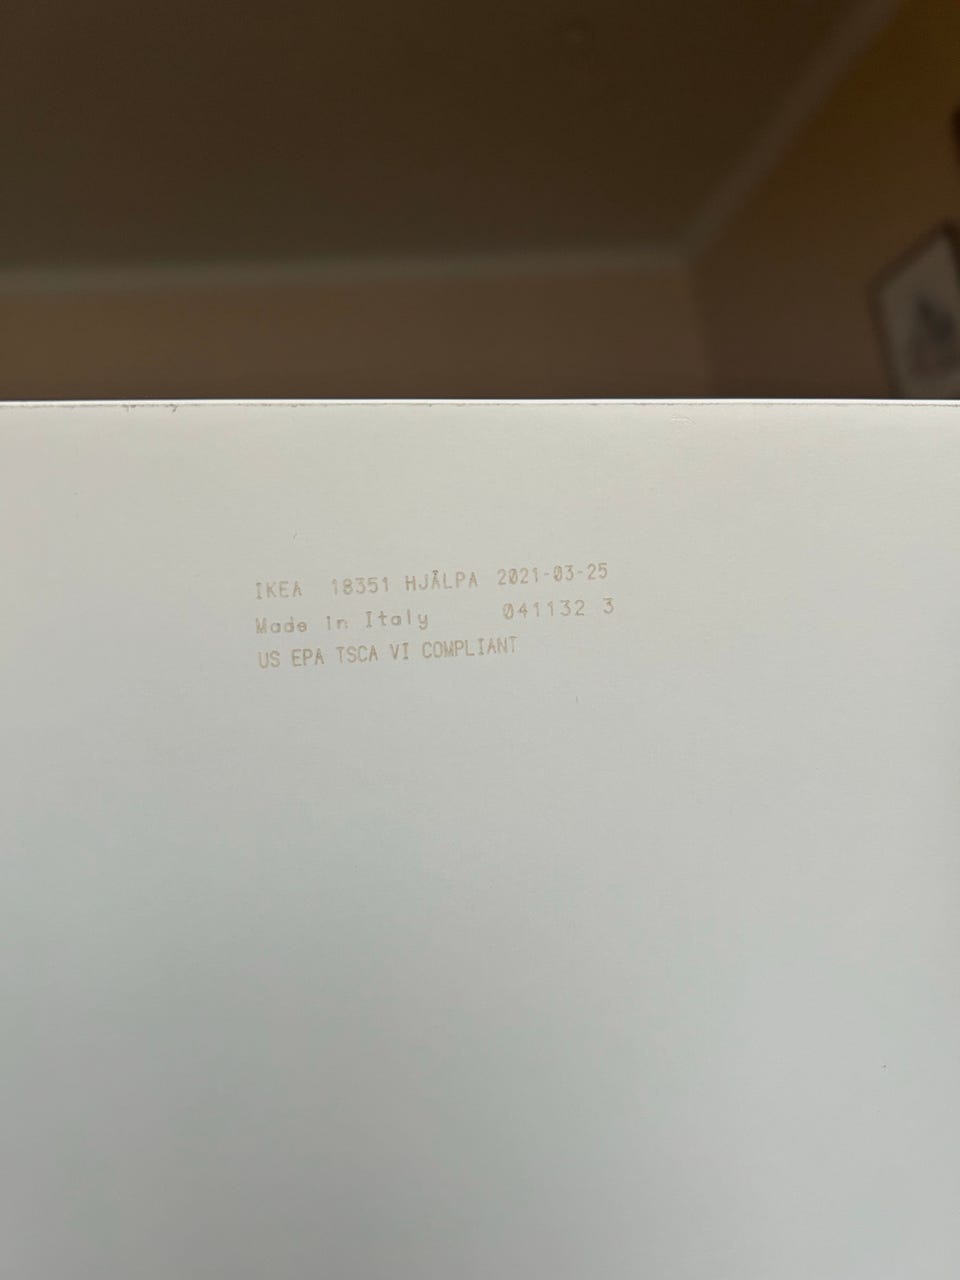 IKEA 18351 HJÄLPA 2021-03-25
Made in Italy 041132 3
US EPA TSCA VI COMPLIANT